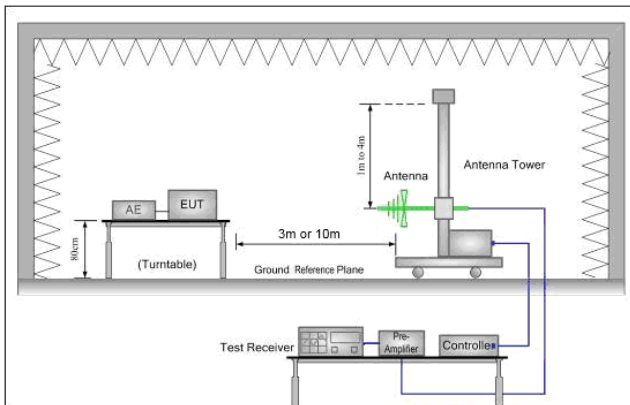 1m to 4m
Antenna
Antenna Tower
AE
EUT
80cm
(Turntable)
3m or 10m
Ground Reference Plane
Test Receiver
Pre-
Amplifier
Controller